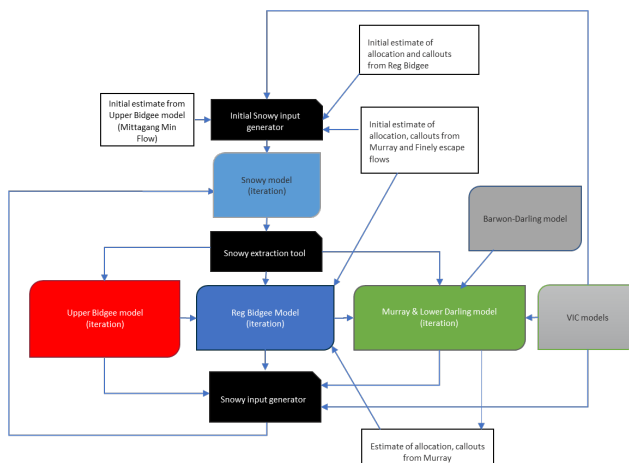 Initial estimate of
allocation and callouts
from Reg Bidgee
Initial estimate from
Upper Bidgee model
(Mittagang Min
Flow)
Initial Snowy input
generator
Initial estimate of
allocation, callouts from
Murray and Finely escape
flows
Snowy model
(iteration)
Barwon-Darling model
Snowy extraction tool
Upper Bidgee model
(iteration)
Reg Bidgee Model
(iteration)
Murray & Lower Darling model
(iteration)
VIC models
Snowy input generator
Estimate of allocation, callouts
from Murray